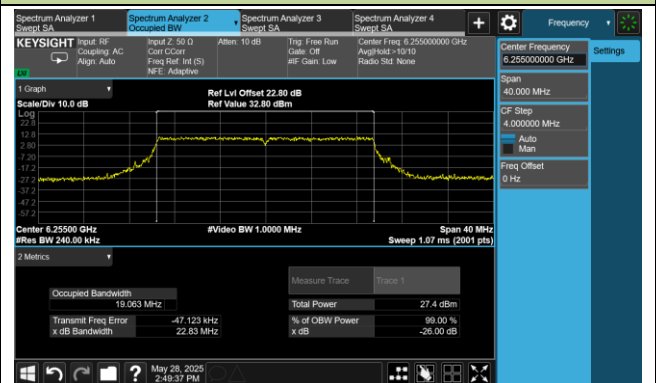 Spectrum Analyzer 1
Swept SA
Spectrum Analyzer 2
Occupied BW
Spectrum Analyzer 3
Swept SA
Spectrum Analyzer 4
Swept SA
Frequency
KEYSIGHT
Input: RF
Coupling: AC
Align: Auto
Input Z: 50 Ω
Corr CCorr
Freq Ref: Int (S)
NFE: Adaptive
Atten: 10 dB
Trig: Free Run
Gate: Off
#IF Gain: Low
Center Freq: 6.255000000 GHz
Avg|Hold:>10/10
Radio Std: None
Center Frequency
6.255000000 GHz
Settings
Span
40.000 MHz
CF Step
4.000000 MHz
Auto
Man
Freq Offset
0 Hz
1 Graph
Scale/Div 10.0 dB
Ref Lvl Offset 22.80 dB
Ref Value 32.80 dBm
Log
22.8
12.8
2.80
-7.20
-17.2
-27.2
-37.2
-47.2
-57.2
Center 6.25500 GHz
#Res BW 240.00 kHz
#Video BW 1.0000 MHz
Span 40 MHz
Sweep 1.07 ms (2001 pts)
2 Metrics
Measure Trace
Trace 1
Occupied Bandwidth
19.063 MHz
Total Power
27.4 dBm
Transmit Freq Error
-47.123 kHz
% of OBW Power
99.00 %
x dB Bandwidth
22.83 MHz
x dB
-26.00 dB
May 28, 2025
2:49:37 PM